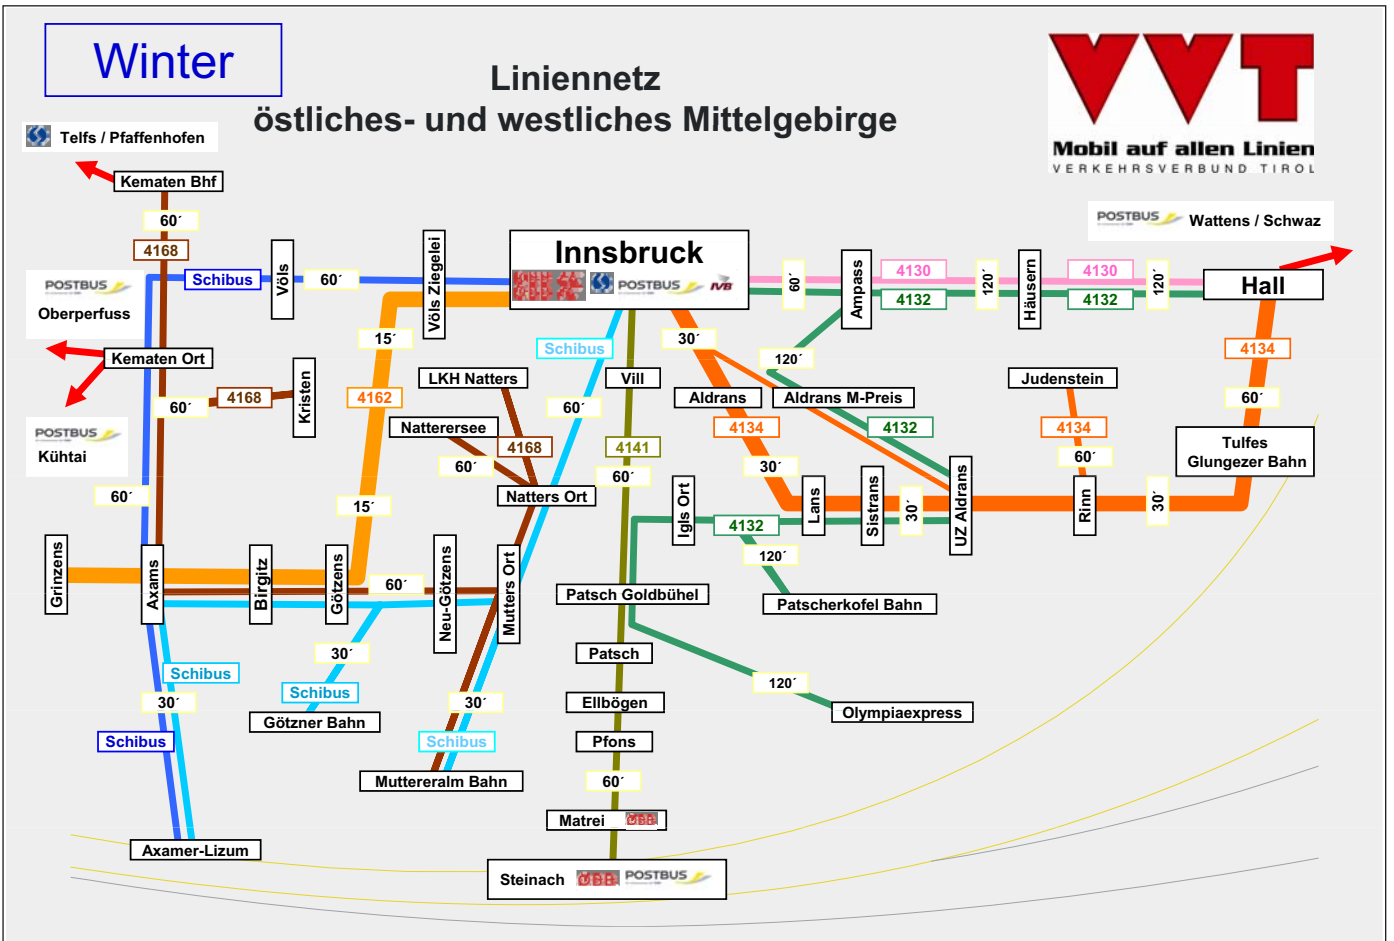 Winter
Liniennetz
östliches- und westliches Mittelgebirge
VVT
Mobil auf allen Linien
VERKEHRSVERBUND TIROL
Telfs / Pfaffenhofen
Kematen Bhf
60´
4168
POSTBUS
Wattens / Schwaz
Schibus
Völs
60´
Völs Ziegelei
Innsbruck
ÖBB
POSTBUS
IVB
60´
Ampass
4130
4132
120´
Häusern
4130
4132
120´
Hall
POSTBUS
Oberperfuss
Kematen Ort
15´
Schibus
30´
120´
4134
60´
4168
Kristen
4162
LKH Natters
60´
Vill
Aldrans
Aldrans M-Preis
Judenstein
60´
POSTBUS
Kühtai
Natterersee
4168
60´
4141
60´
4134
4132
4134
60´
Tulfes
Glungezer Bahn
30´
60´
15´
Natters Ort
Igls Ort
4132
Lans
Sistrans
30´
UZ Aldrans
Rinn
30´
120´
Grinzens
Axams
Birgitz
Götzens
60´
Neu-Götzens
Mutters Ort
Patsch Goldbühel
Patscherkofel Bahn
30´
Patsch
Schibus
30´
Schibus
30´
Ellbögen
120´
Götzner Bahn
Olympiaexpress
Schibus
Schibus
Pfons
Muttereralm Bahn
60´
Matrei
ÖBB
Axamer-Lizum
Steinach
ÖBB
POSTBUS